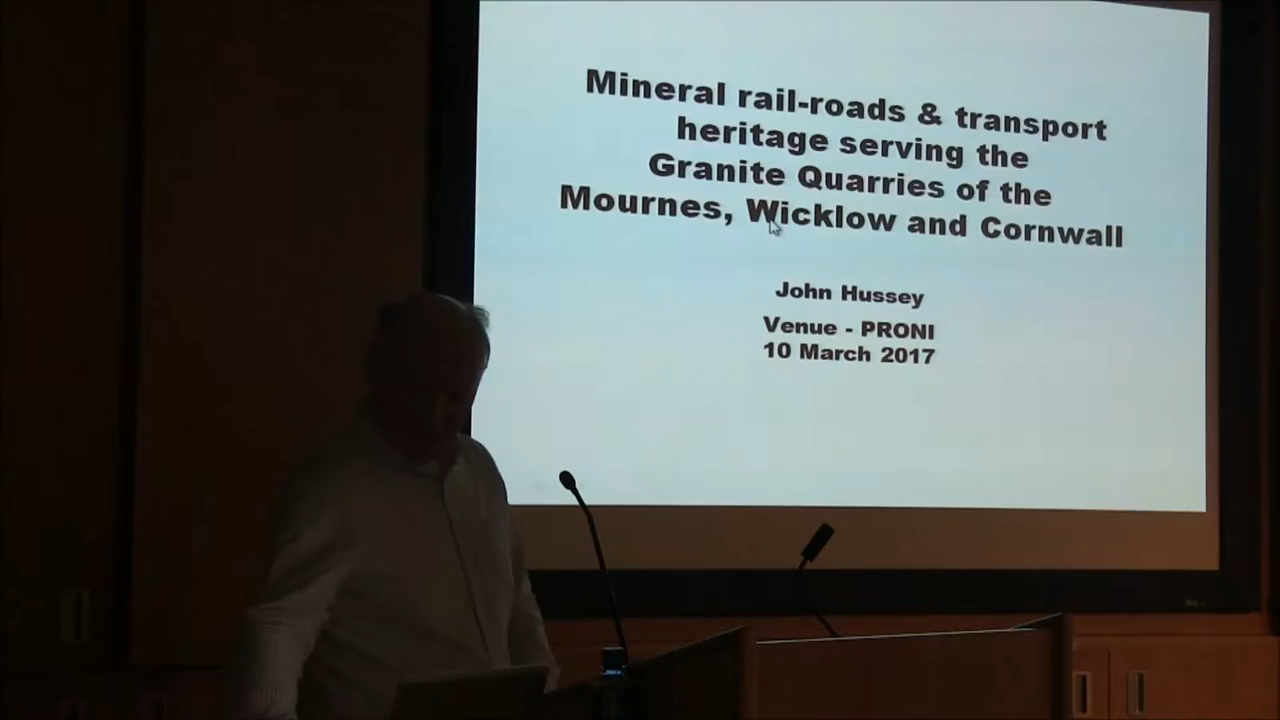 Mineral rail-roads & transport
heritage serving the
Granite Quarries of the
Mournes, Wicklow and Cornwall
John Hussey
Venue - PRONI
10 March 2017